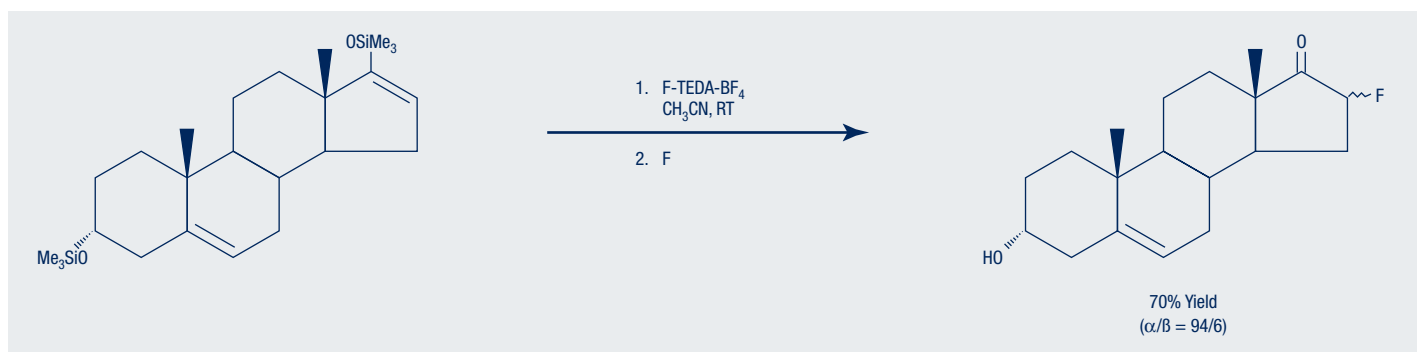 OSiMe₃
Me₃SiO
1. F-TEDA-BF₄
CH₃CN, RT
2. F
O
F
HO
70% Yield
(α/ß = 94/6)